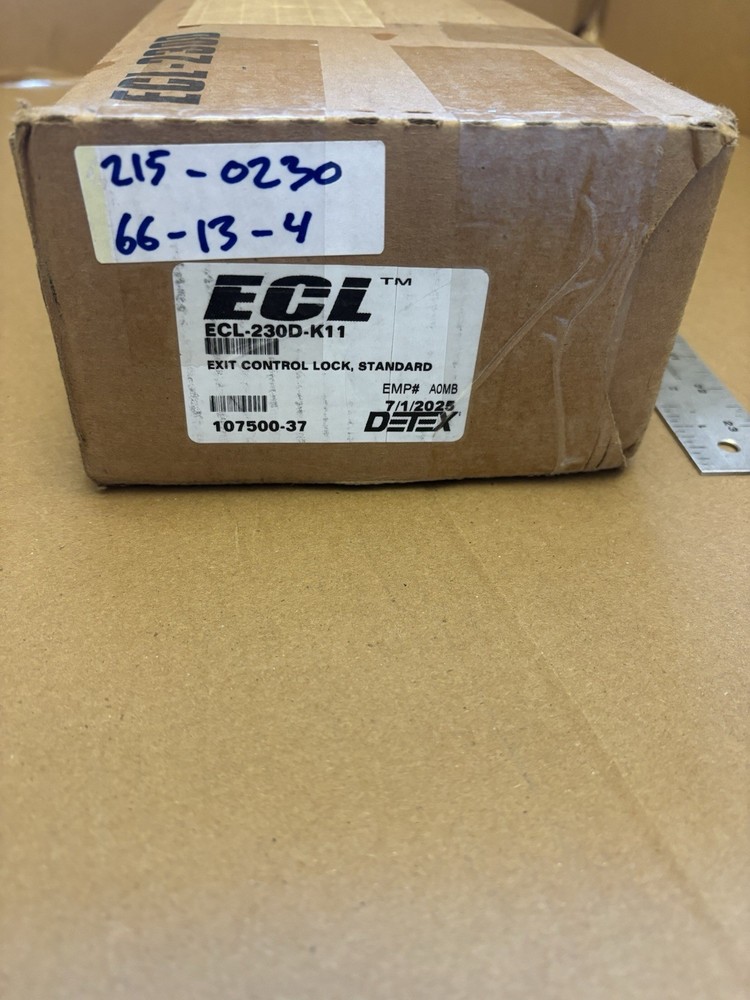 ECL-230D
215-0230
66-13-4
ECL™
ECL-230D-K11
EXIT CONTROL LOCK, STANDARD
EMP# A0MB
7/1/2025
107500-37
DETEX